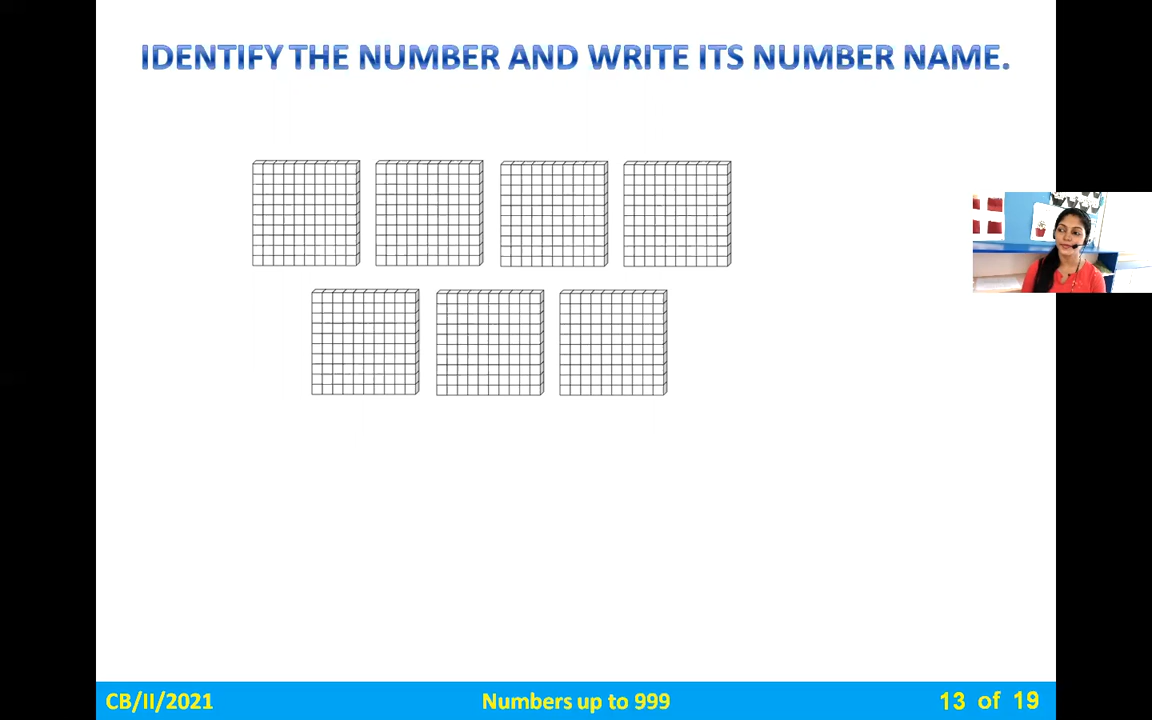 IDENTIFY THE NUMBER AND WRITE ITS NUMBER NAME.
CB/II/2021
Numbers up to 999
13 of 19